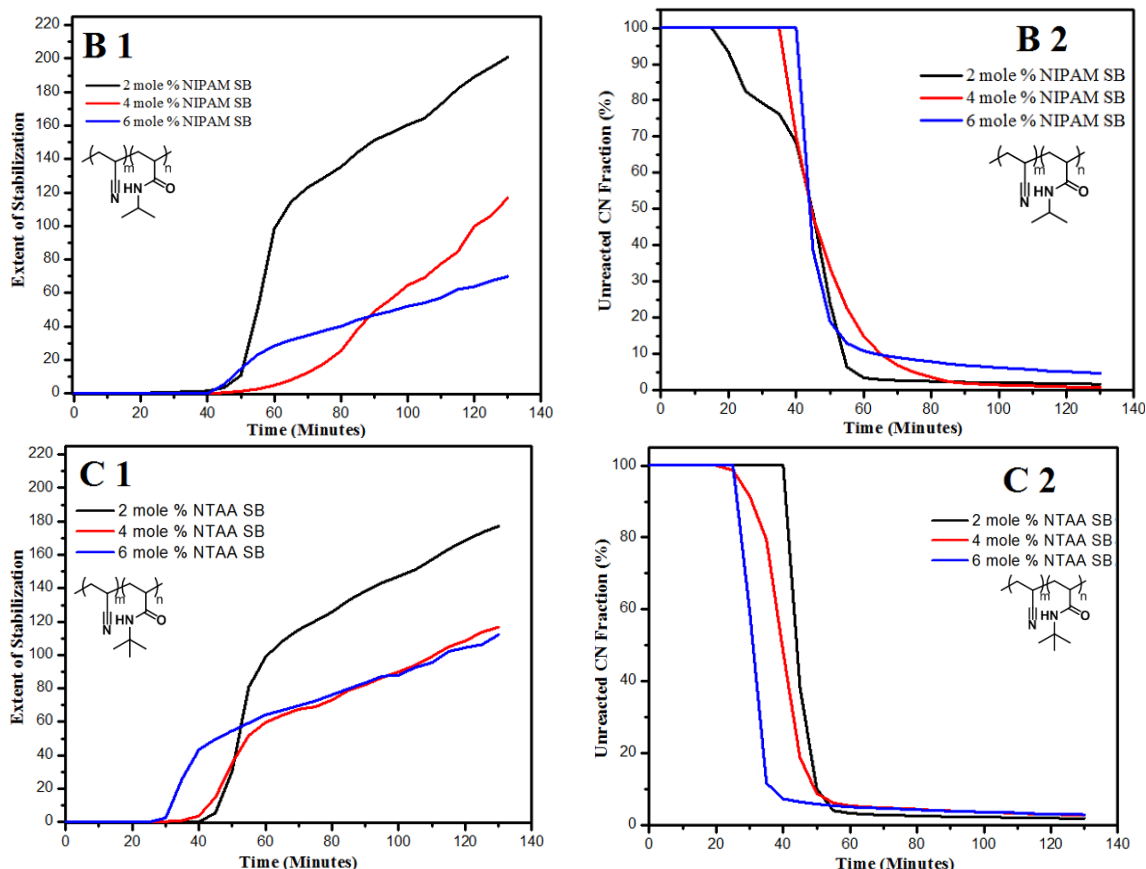 B 1
2 mole % NIPAM SB
4 mole % NIPAM SB
6 mole % NIPAM SB
m
n
HN
O
N
Extent of Stabilization
220
200
180
160
140
120
100
80
60
40
20
0
0 20 40 60 80 100 120 140
Time (Minutes)
B 2
2 mole % NIPAM SB
4 mole % NIPAM SB
6 mole % NIPAM SB
m
n
HN
O
N
Unreacted CN Fraction (%)
100
90
80
70
60
50
40
30
20
10
0
0 20 40 60 80 100 120 140
Time (Minutes)
C 1
2 mole % NTAA SB
4 mole % NTAA SB
6 mole % NTAA SB
m
n
HN
O
N
Extent of Stabilization
220
200
180
160
140
120
100
80
60
40
20
0
0 20 40 60 80 100 120 140
Time (Minutes)
C 2
2 mole % NTAA SB
4 mole % NTAA SB
6 mole % NTAA SB
m
n
HN
O
N
Unreacted CN Fraction (%)
100
80
60
40
20
0
0 20 40 60 80 100 120 140
Time (Minutes)